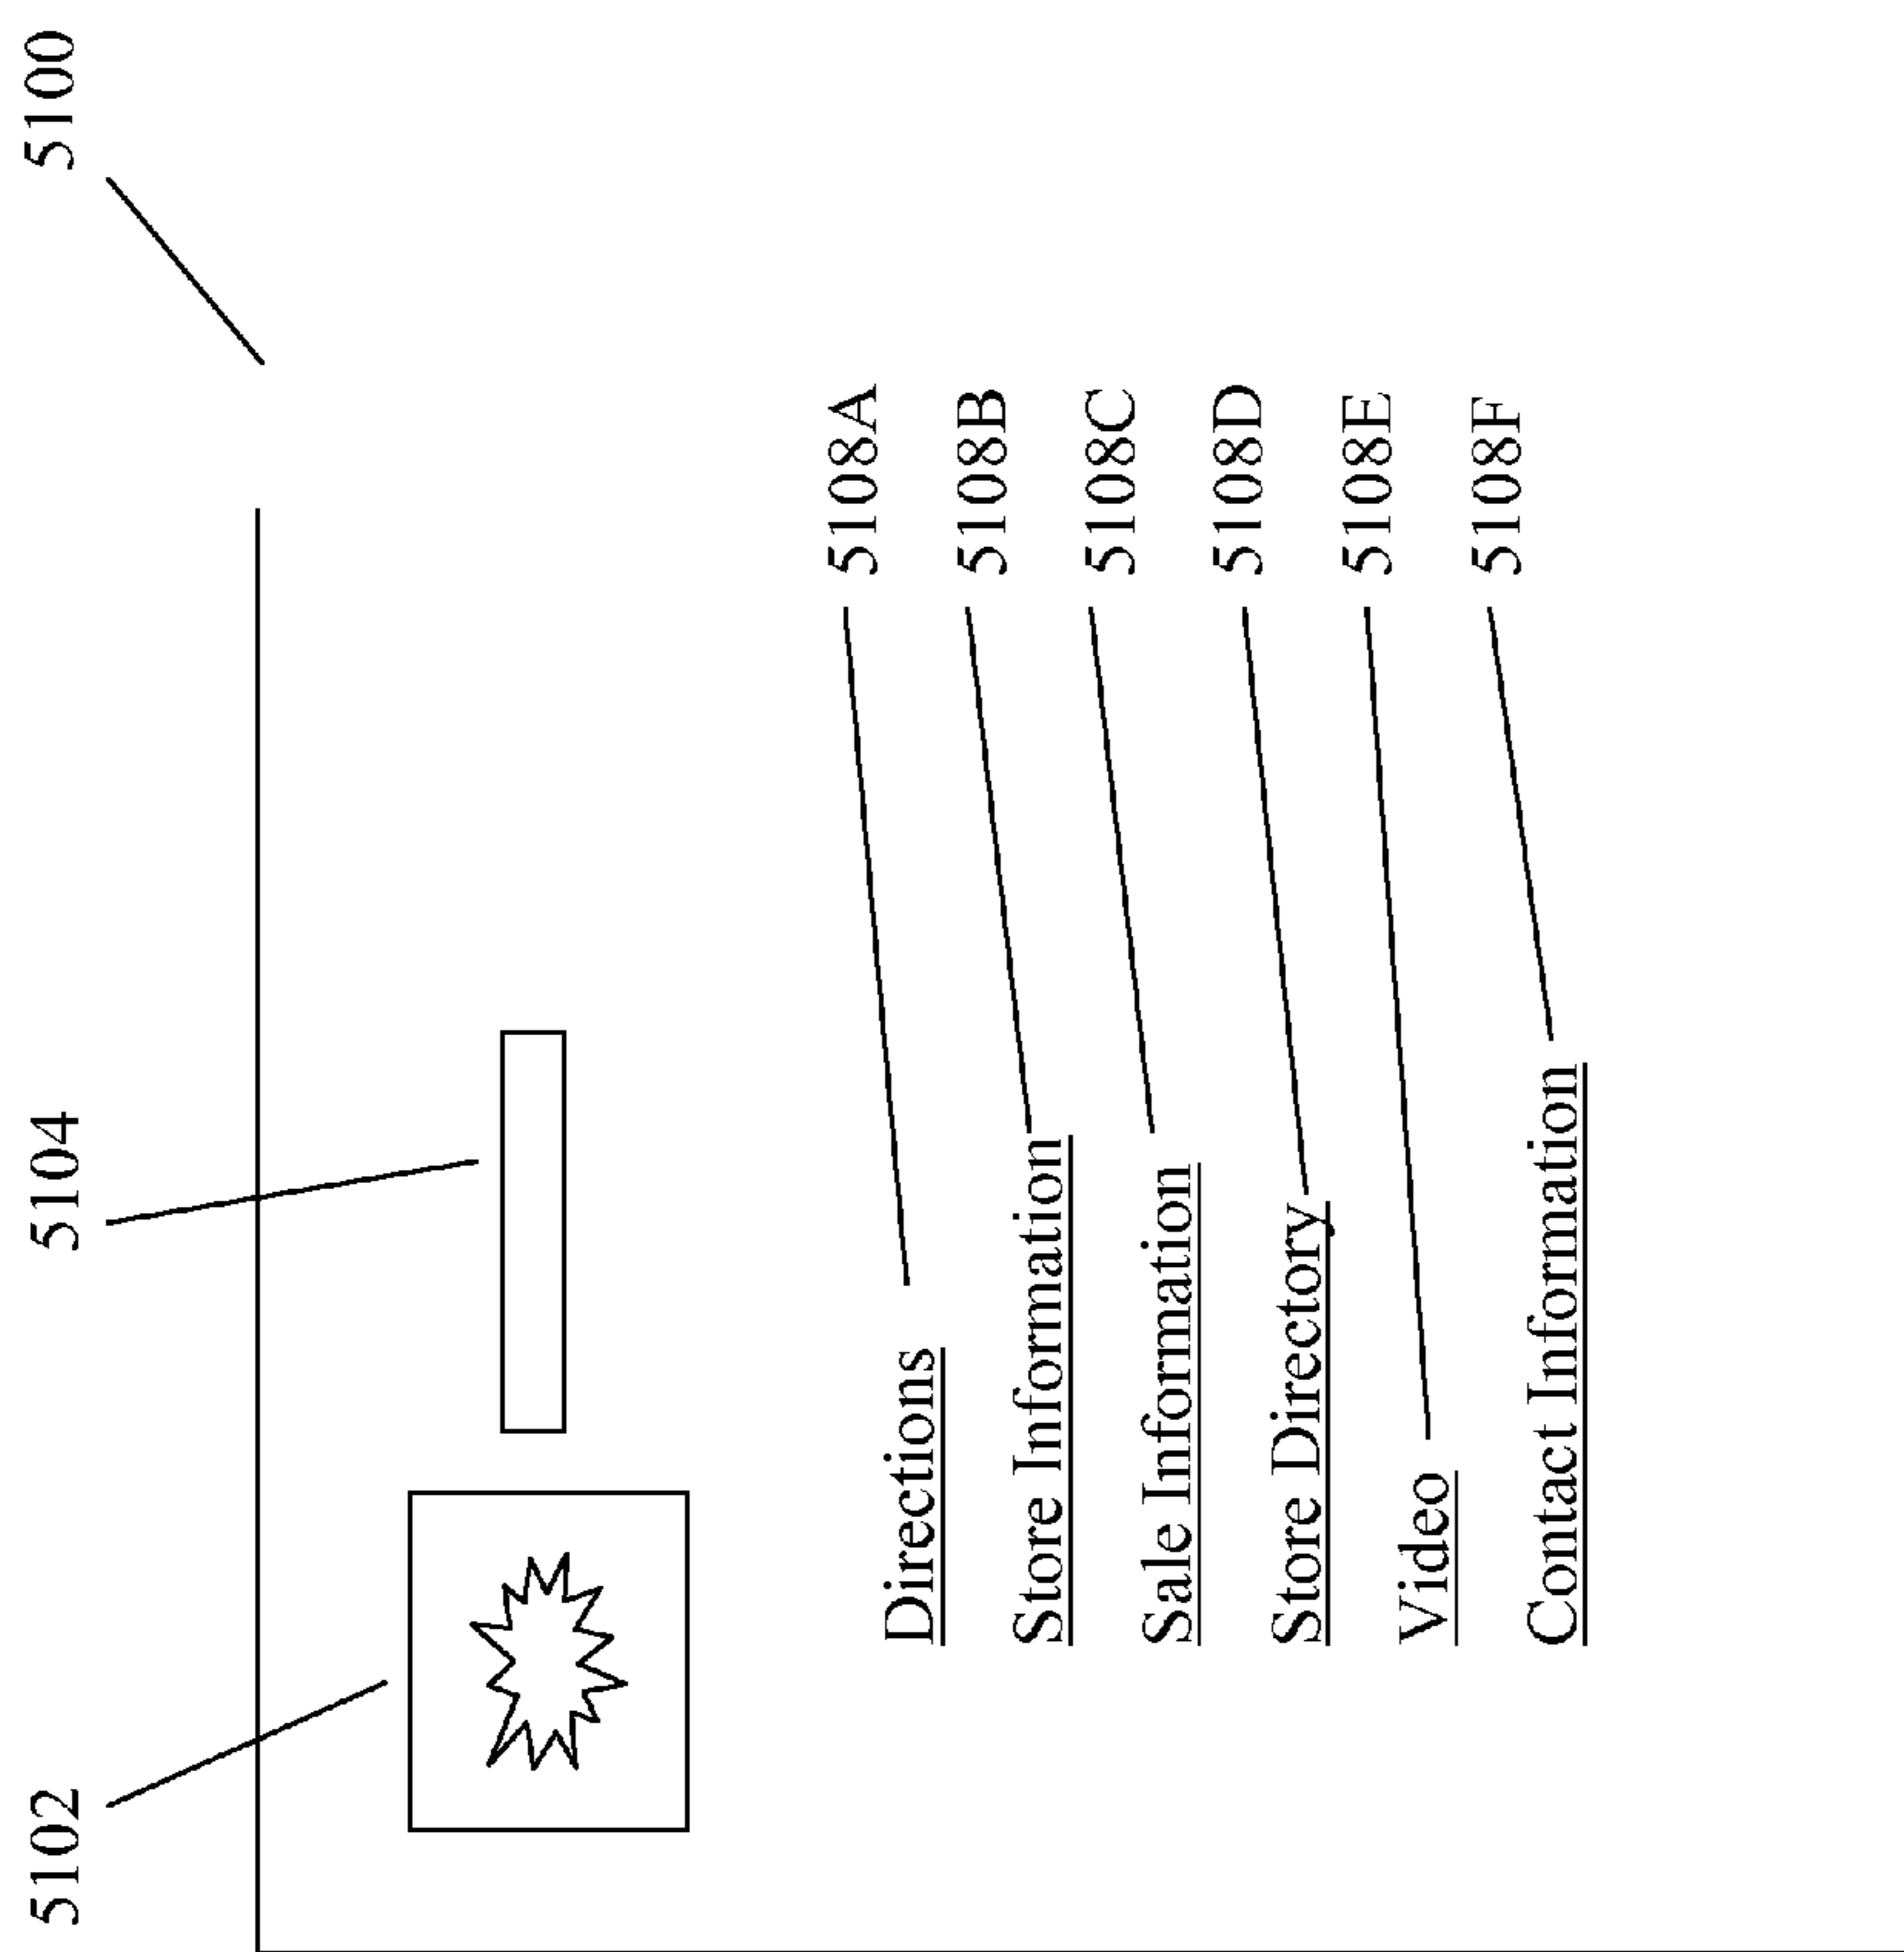 5102 5104 5100
Directions 5108A
Store Information 5108B
Sale Information 5108C
Store Directory 5108D
Video 5108E
Contact Information 5108F